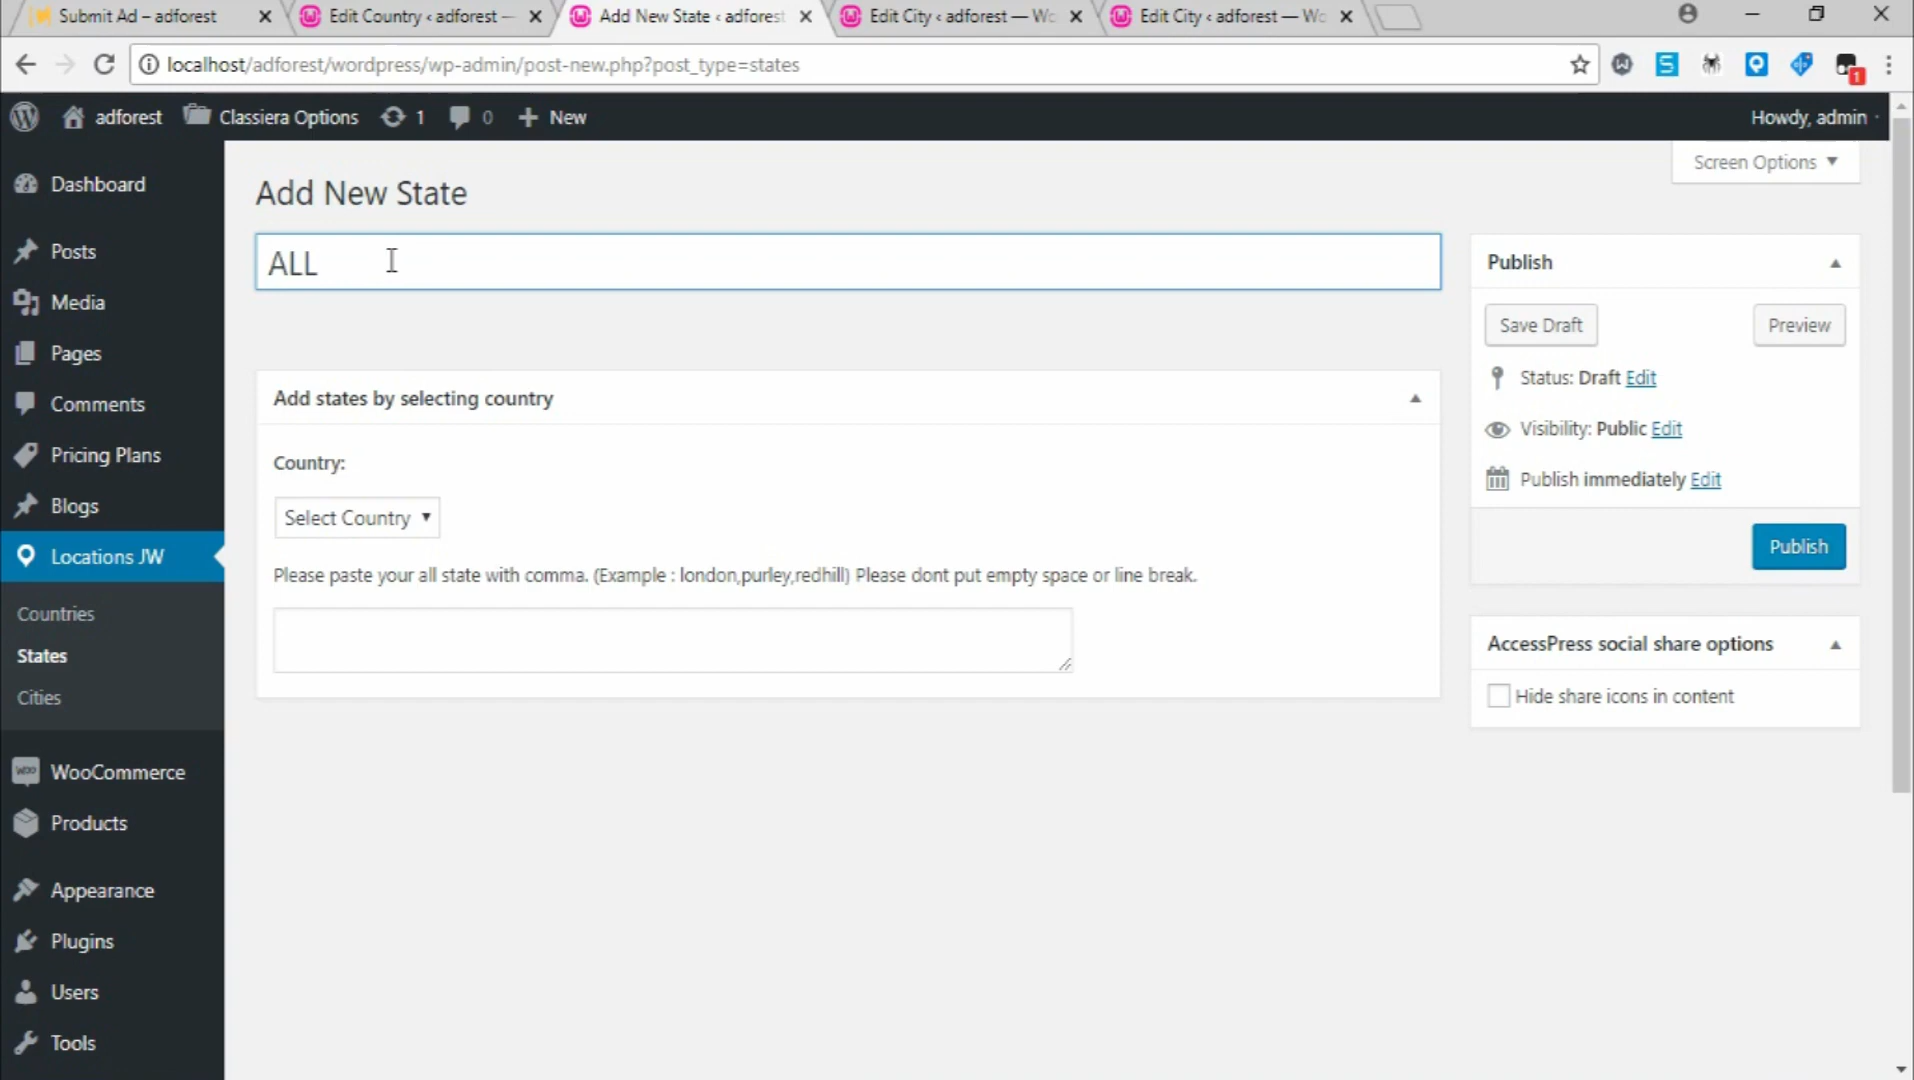 Submit Ad – adforest
Edit Country ‹ adforest —
Add New State ‹ adforest
Edit City ‹ adforest — Wo
Edit City ‹ adforest — Wo
localhost/adforest/wordpress/wp-admin/post-new.php?post_type=states
1
adforest
Classiera Options
1
0
New
Howdy, admin
Screen Options
Dashboard
Posts
Media
Pages
Comments
Pricing Plans
Blogs
Locations JW
Countries
States
Cities
WooCommerce
Products
Appearance
Plugins
Users
Tools
Add New State
ALL
Add states by selecting country
Country:
Select Country
Please paste your all state with comma. (Example : london,purley,redhill) Please dont put empty space or line break.
Publish
Save Draft
Preview
Status: Draft Edit
Visibility: Public Edit
Publish immediately Edit
Publish
AccessPress social share options
Hide share icons in content